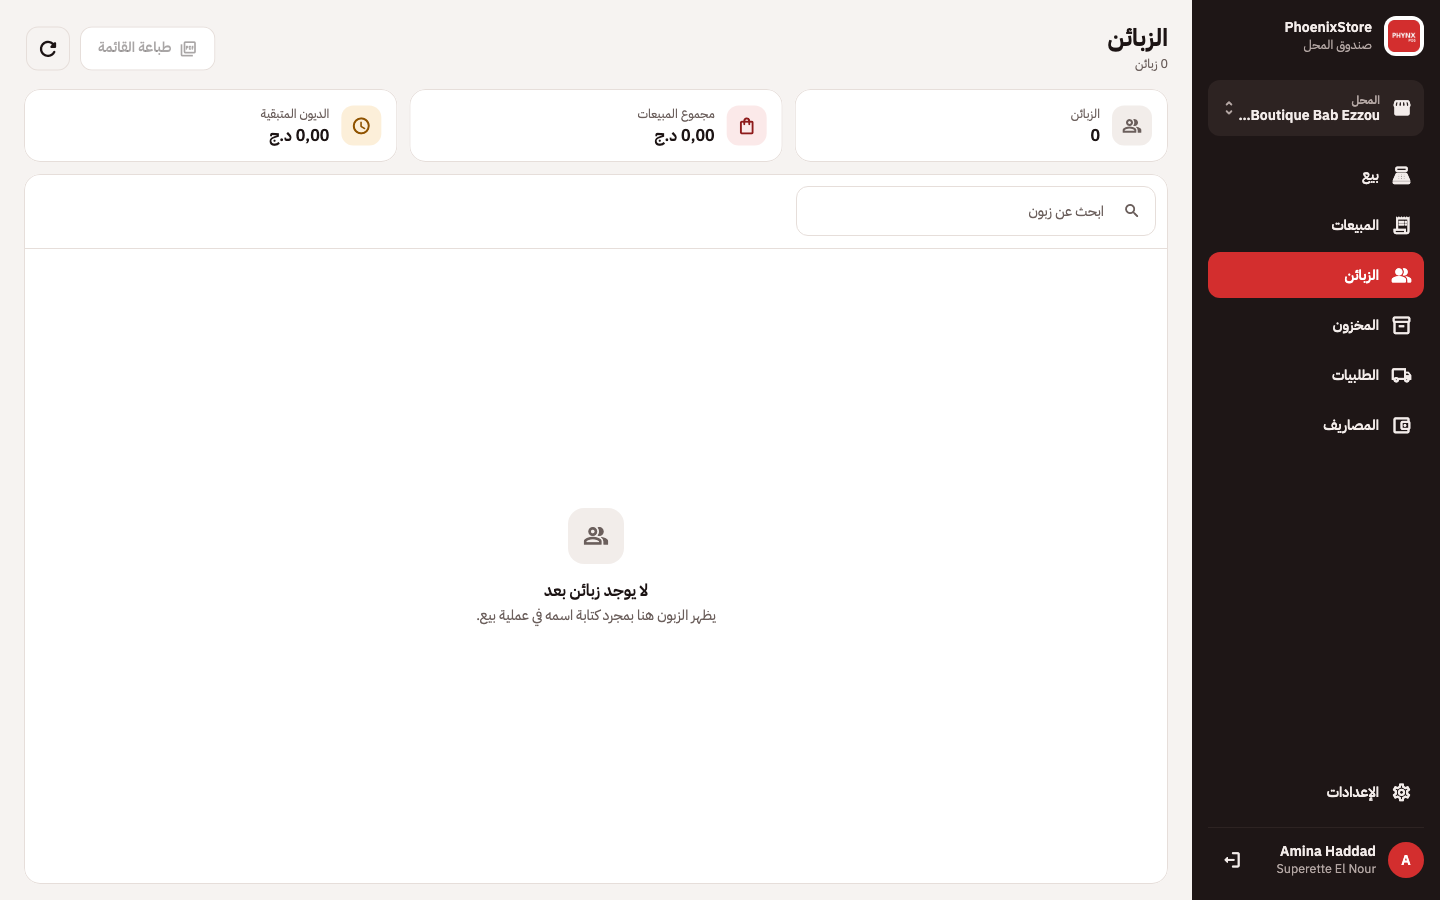 PhoenixStore
صندوق المحل
PHYNX
المحل
Boutique Bab Ezzou...
بيع
المبيعات
الزبائن
المخزون
الطلبيات
المصاريف
الإعدادات
Amina Haddad
Superette El Nour
A
الزبائن
0 زبائن
طباعة القائمة
الزبائن
0
مجموع المبيعات
0,00 د.ج
الديون المتبقية
0,00 د.ج
ابحث عن زبون
لا يوجد زبائن بعد
يظهر الزبون هنا بمجرد كتابة اسمه في عملية بيع.